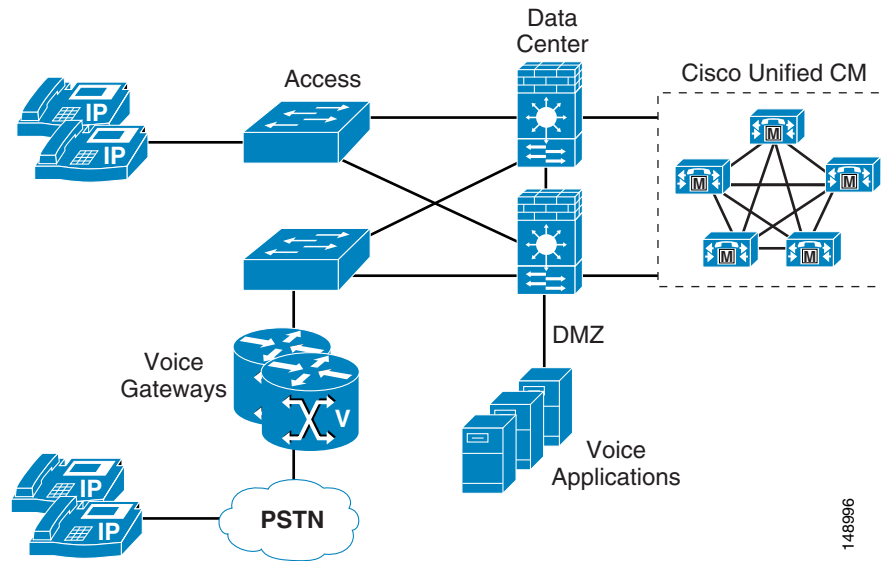 Data
Center
Access
Cisco Unified CM
IP
IP
M
M
M
M
M
DMZ
Voice
Gateways
V
Voice
Applications
IP
IP
PSTN
148996